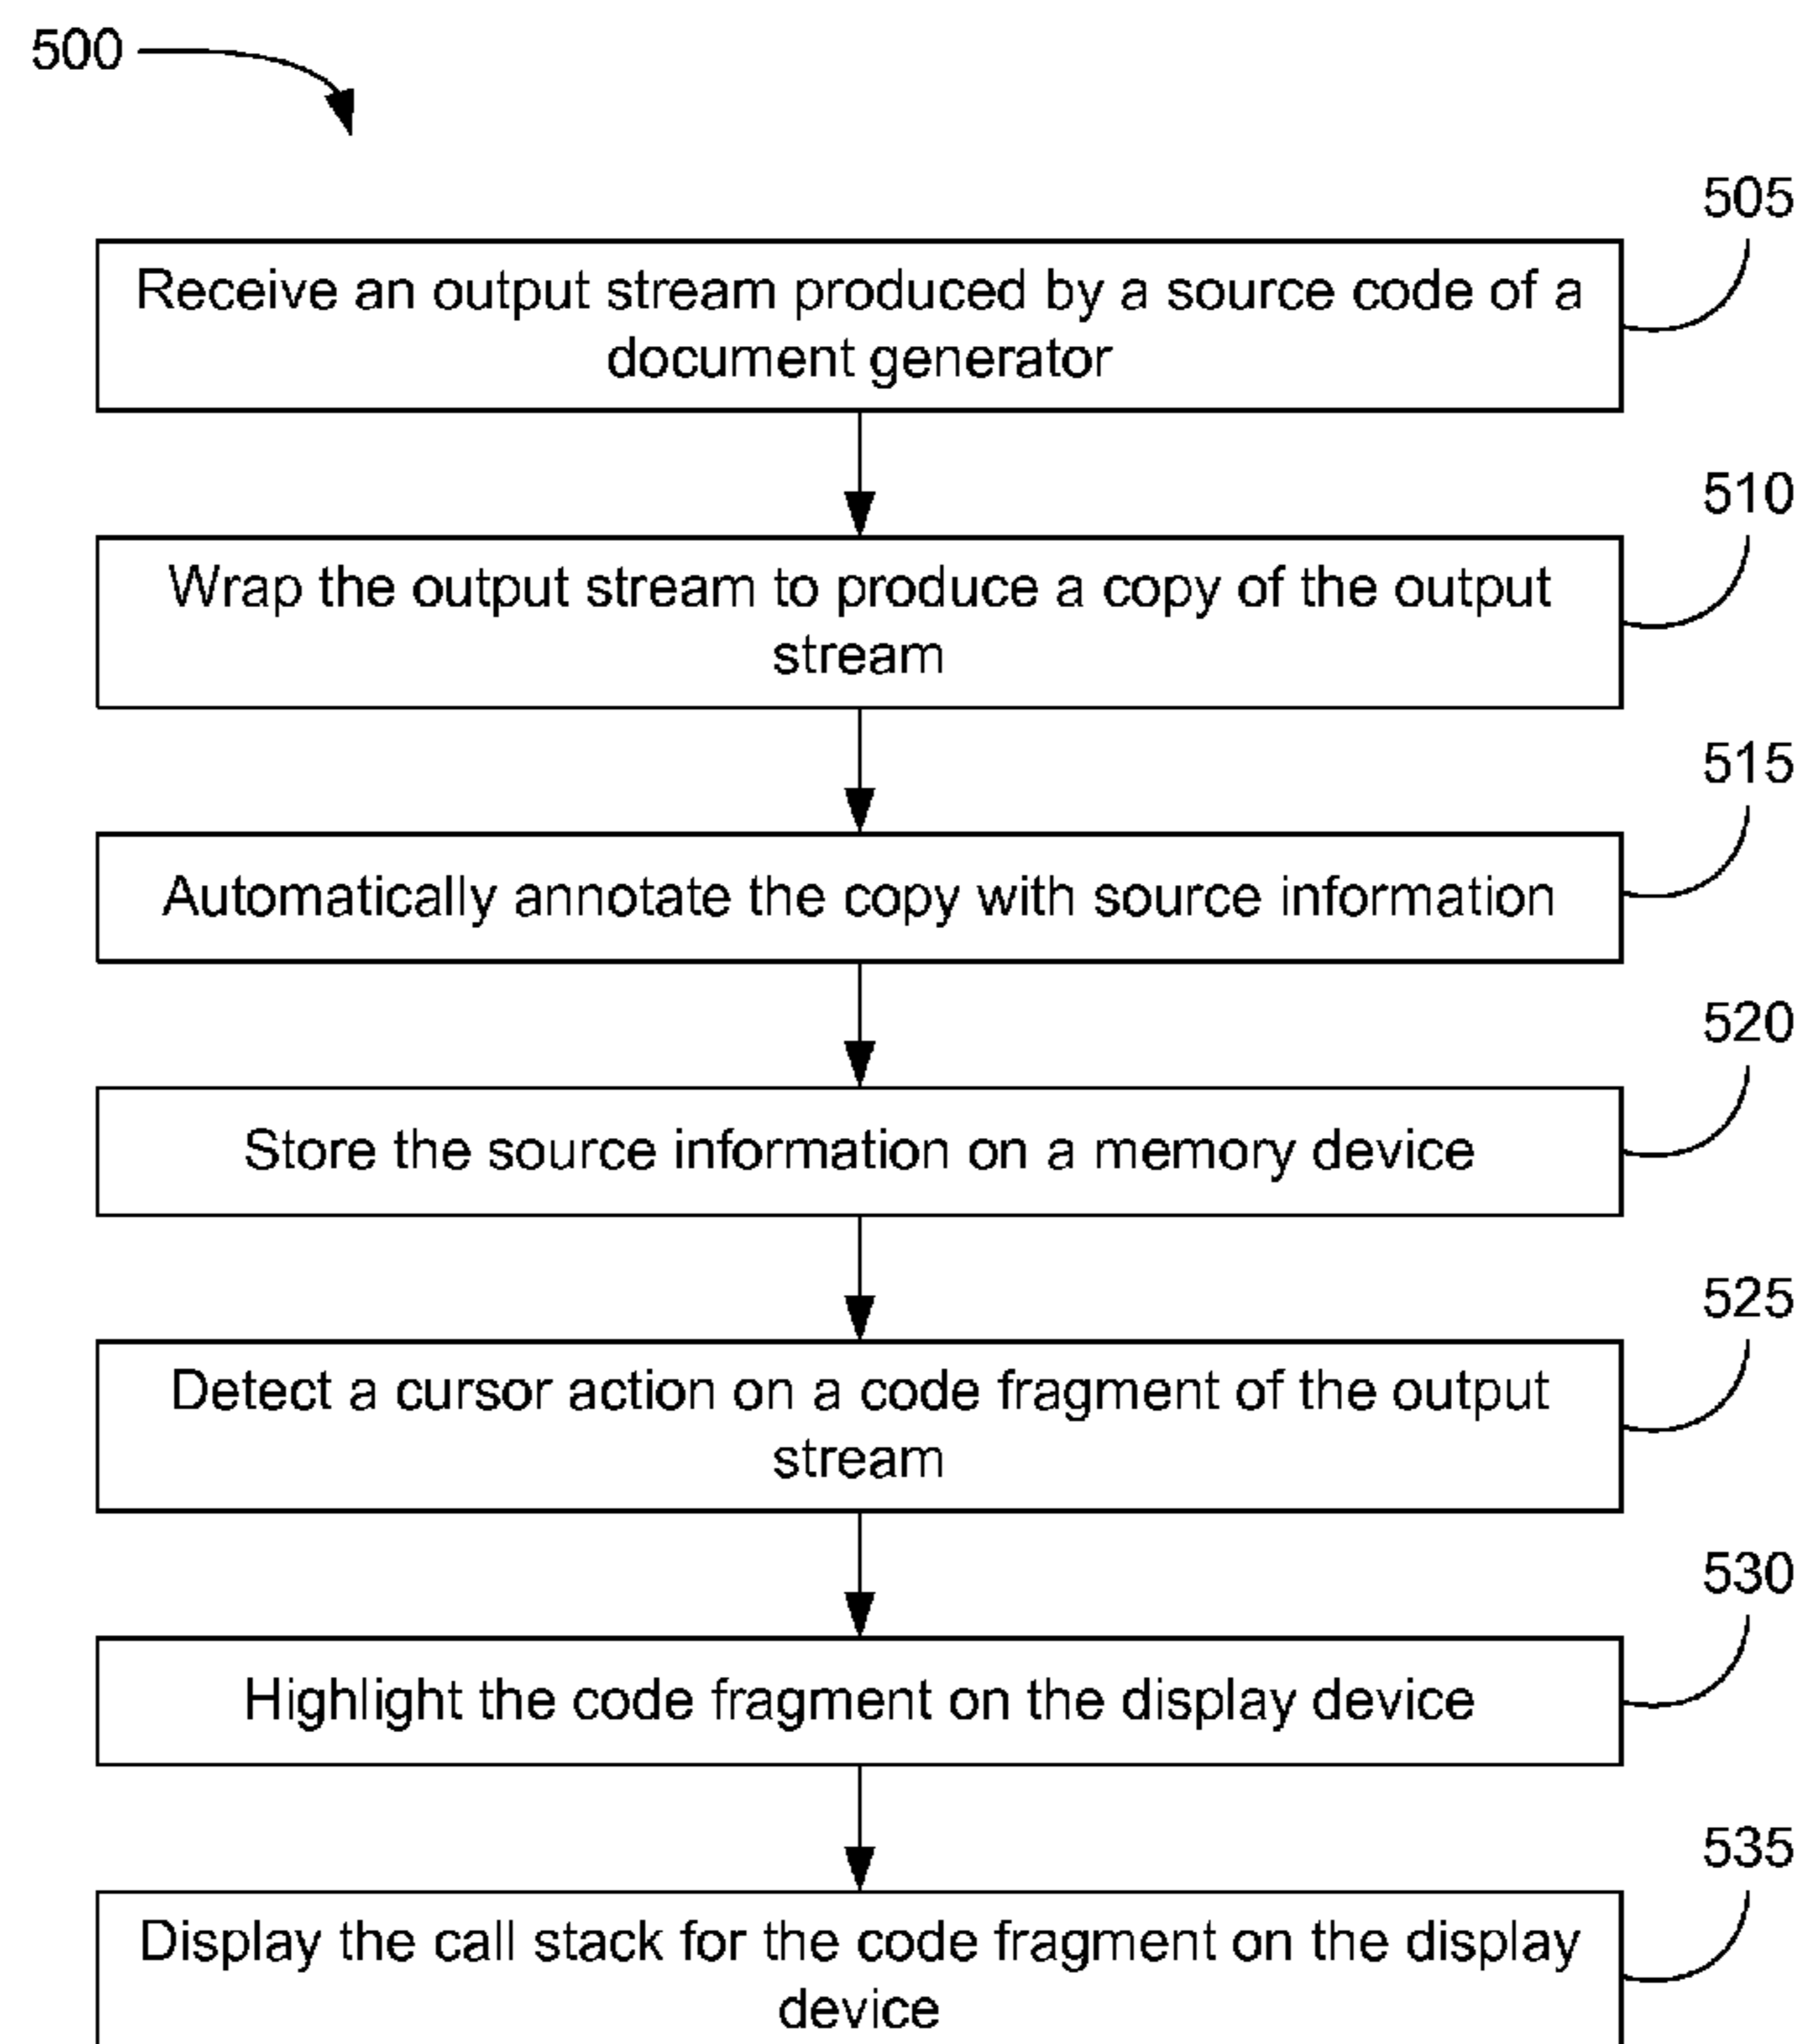 500
505
Receive an output stream produced by a source code of a
document generator
510
Wrap the output stream to produce a copy of the output
stream
515
Automatically annotate the copy with source information
520
Store the source information on a memory device
525
Detect a cursor action on a code fragment of the output
stream
530
Highlight the code fragment on the display device
535
Display the call stack for the code fragment on the display
device